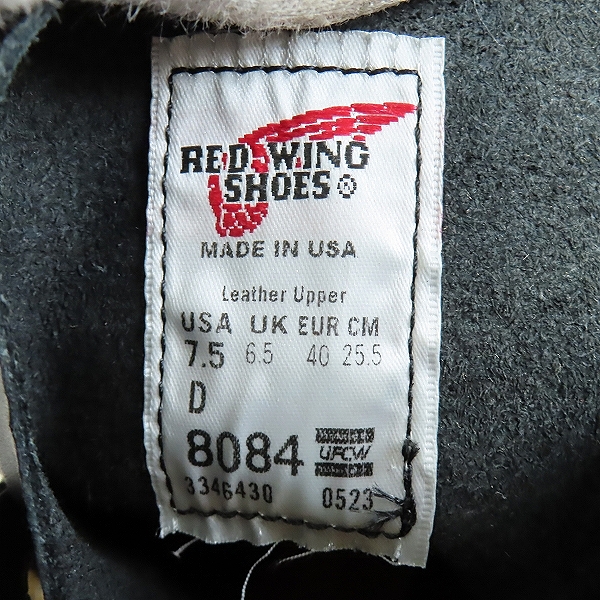 RED WING
SHOES ®
MADE IN USA
Leather Upper
USA UK EUR CM
7.5 6.5 40 25.5
D
8084 UFCW
3346430 0523